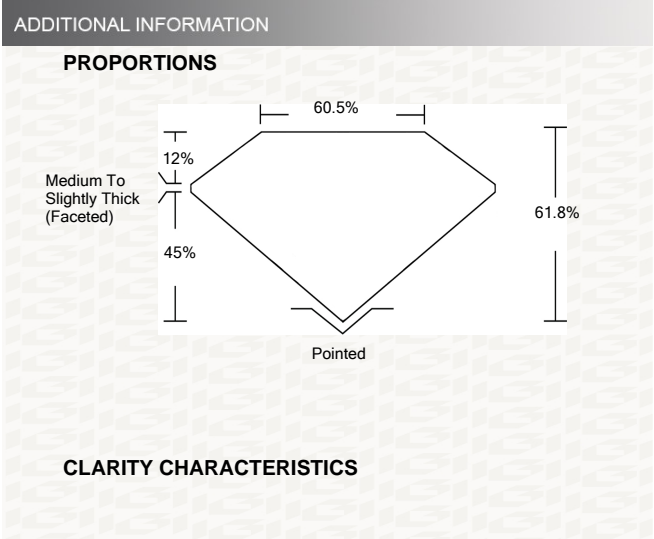 ADDITIONAL INFORMATION
PROPORTIONS
60.5%
12%
Medium To
Slightly Thick
(Faceted)
61.8%
45%
Pointed
CLARITY CHARACTERISTICS